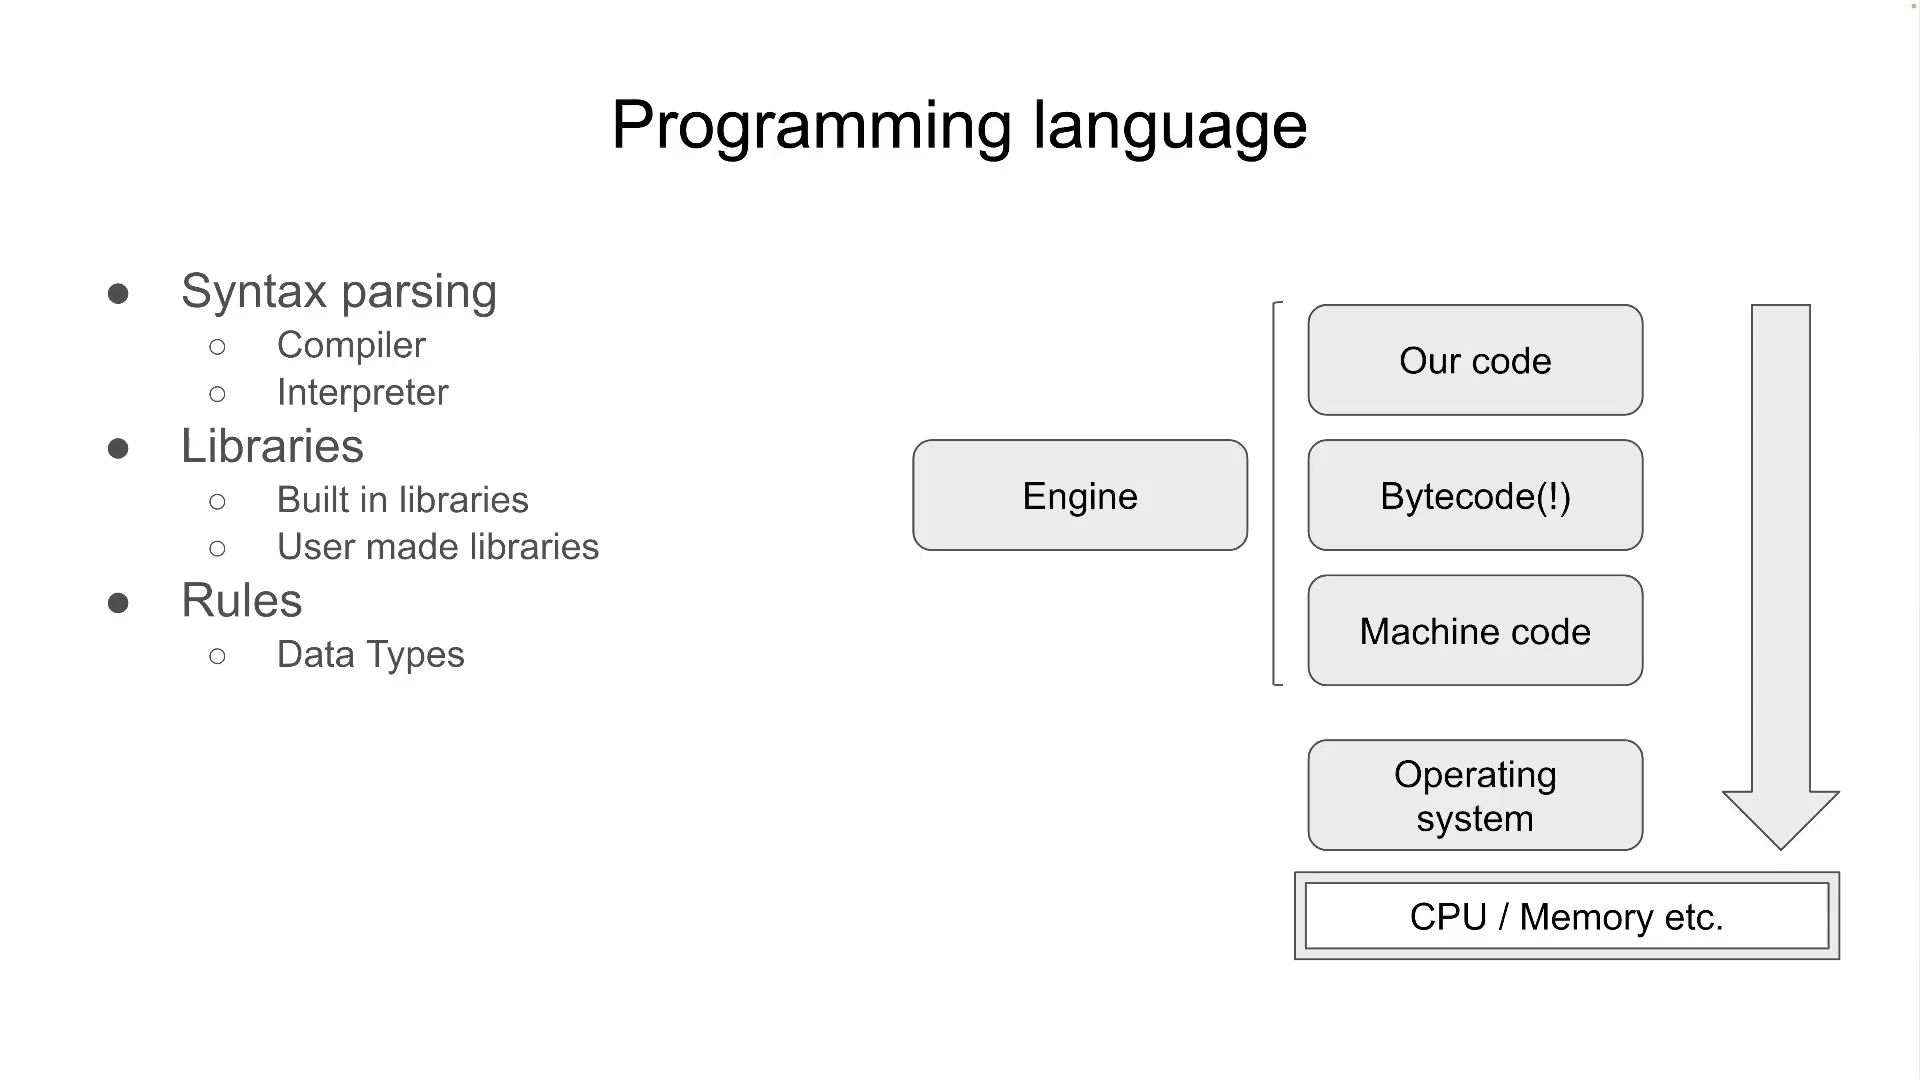 Programming language
● Syntax parsing
○ Compiler
○ Interpreter
● Libraries
○ Built in libraries
○ User made libraries
● Rules
○ Data Types
Engine
Our code
Bytecode(!)
Machine code
Operating
system
CPU / Memory etc.